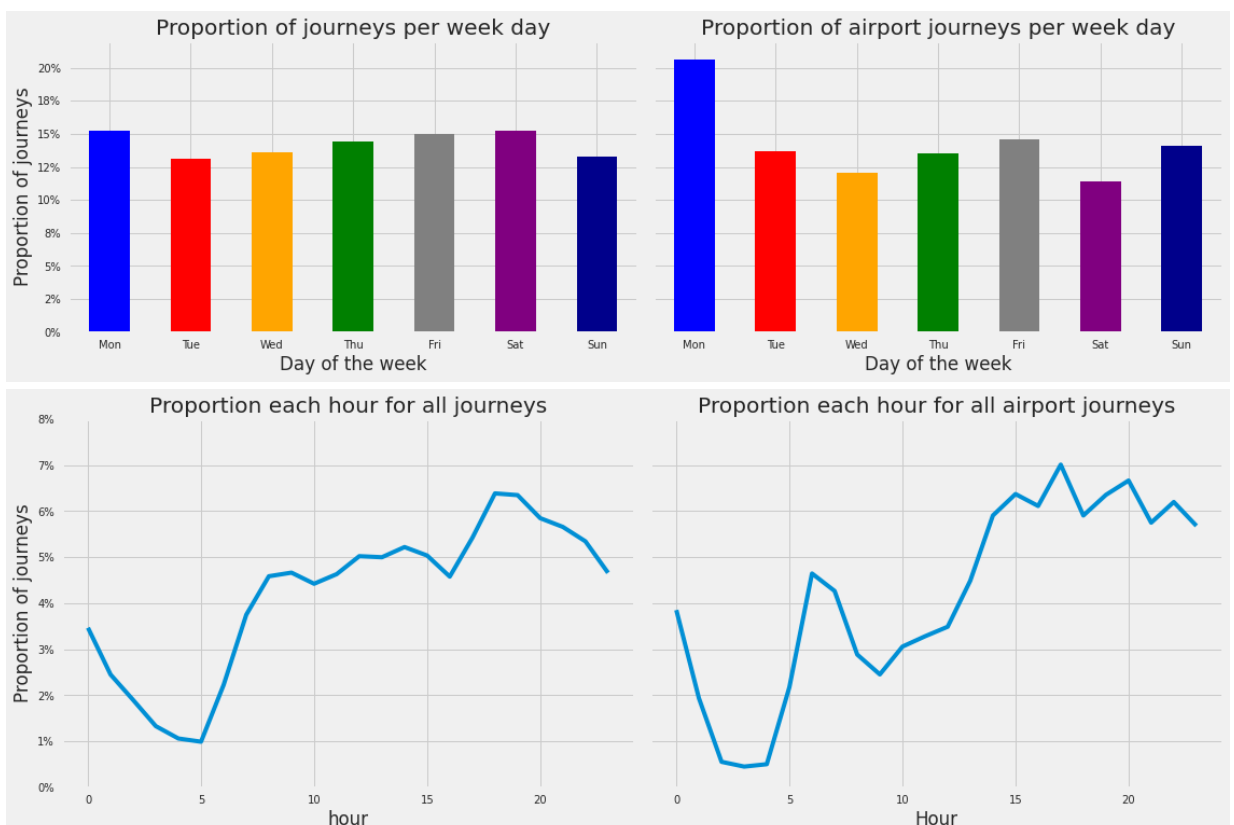 Proportion of journeys per week day
Proportion of journeys
20%
18%
15%
12%
10%
8%
5%
2%
0%
Mon Tue Wed Thu Fri Sat Sun
Day of the week
Proportion of airport journeys per week day
Mon Tue Wed Thu Fri Sat Sun
Day of the week
Proportion each hour for all journeys
Proportion of journeys
8%
7%
6%
5%
4%
3%
2%
1%
0%
0 5 10 15 20
hour
Proportion each hour for all airport journeys
0 5 10 15 20
Hour